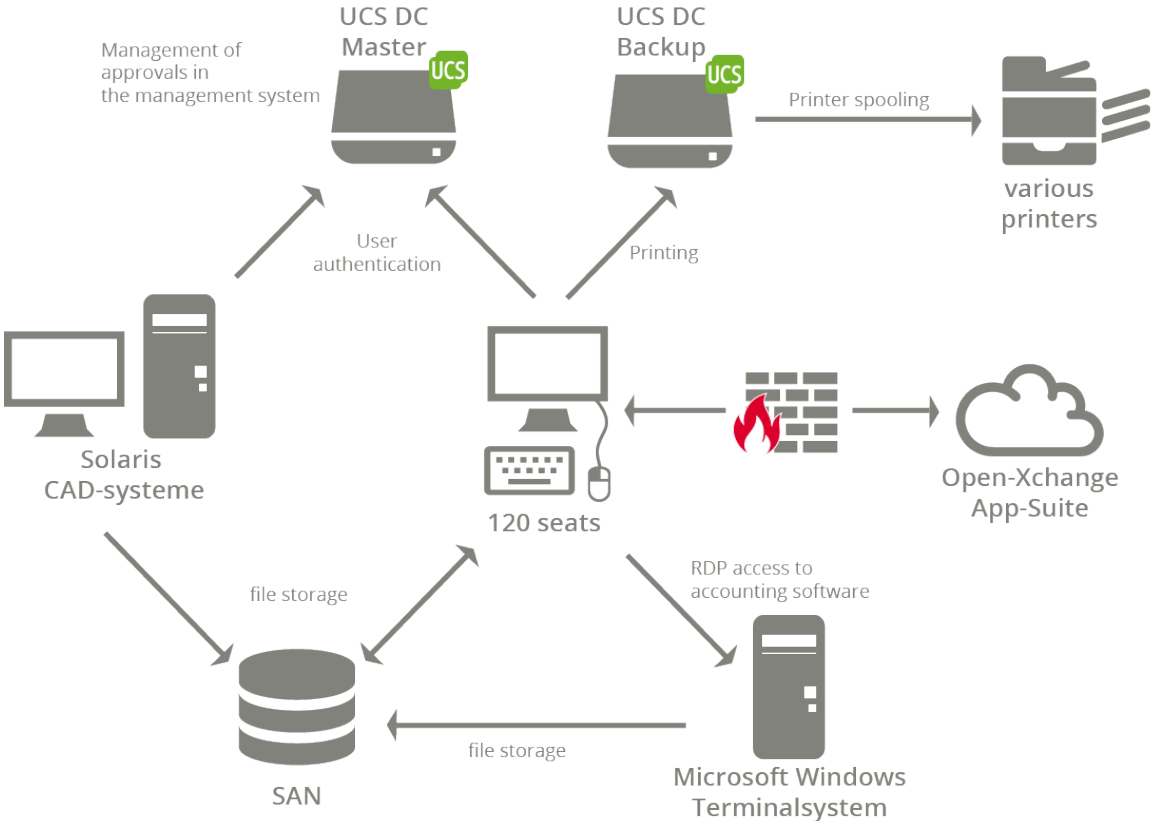 UCS DC
Master
UCS
Management of
approvals in
the management system
UCS DC
Backup
UCS
Printer spooling
various
printers
User
authentication
Printing
Solaris
CAD-systeme
120 seats
Open-Xchange
App-Suite
file storage
RDP access to
accounting software
file storage
SAN
Microsoft Windows
Terminalsystem